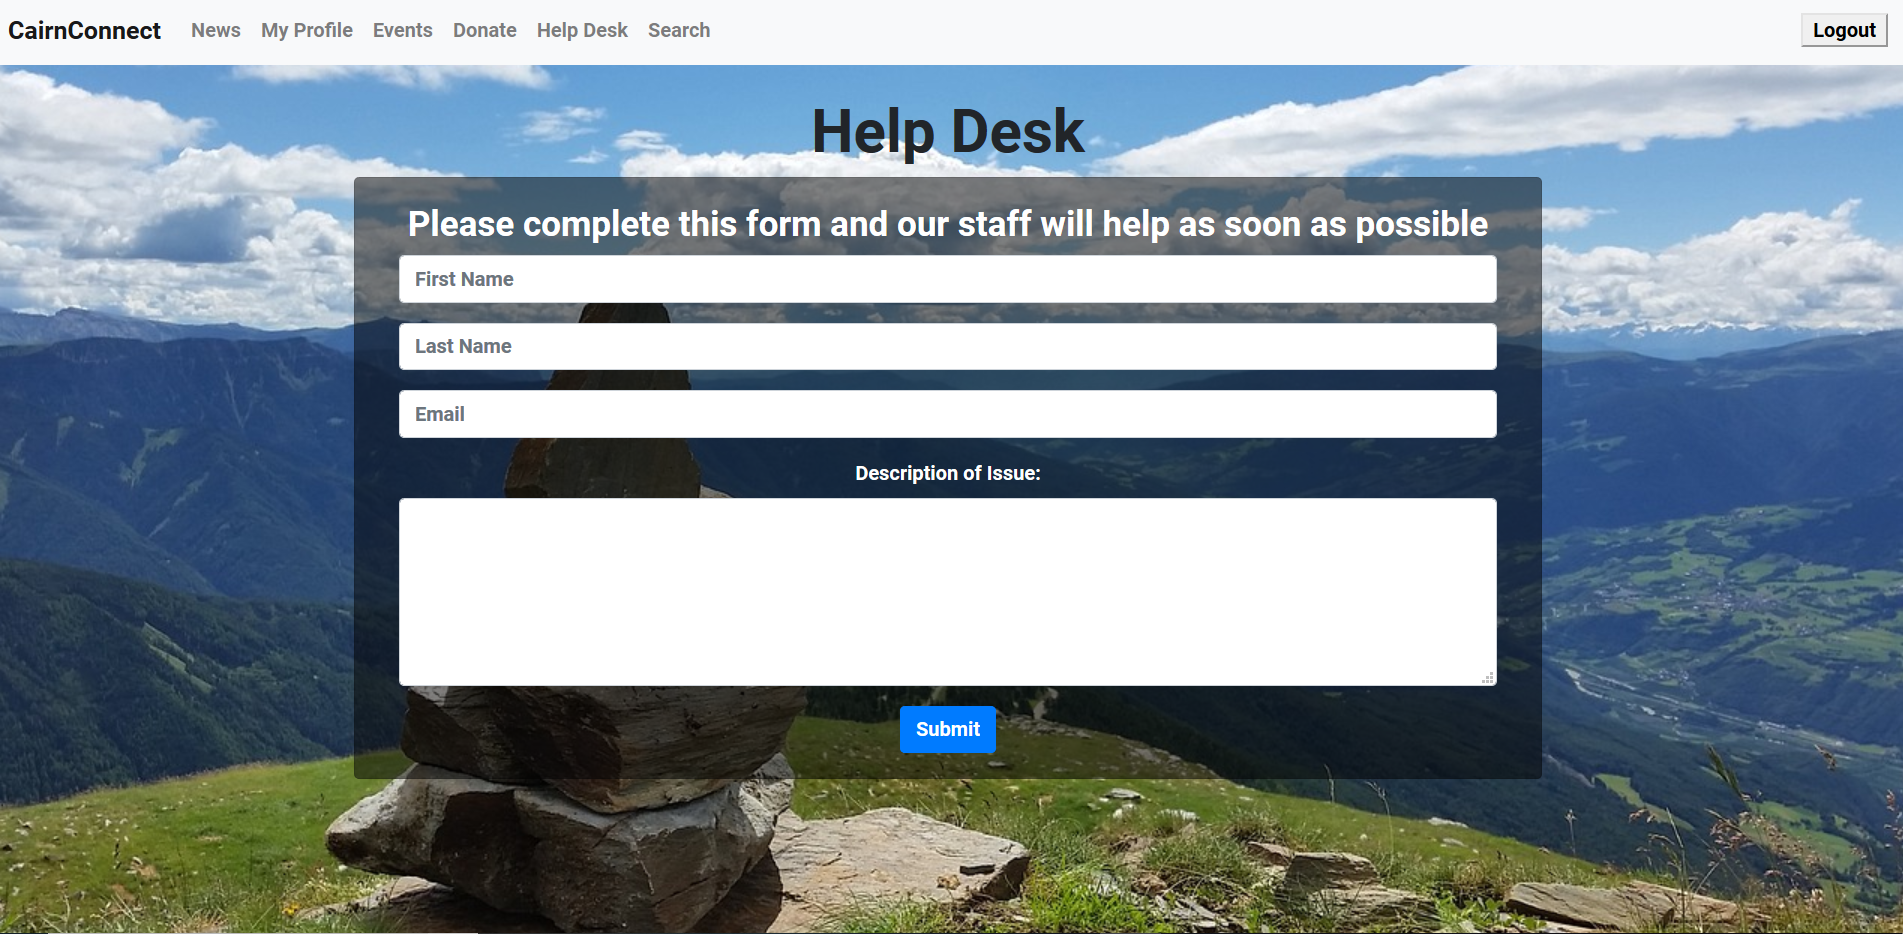 CairnConnect News My Profile Events Donate Help Desk Search Logout
Help Desk
Please complete this form and our staff will help as soon as possible
First Name
Last Name
Email
Description of Issue:
Submit